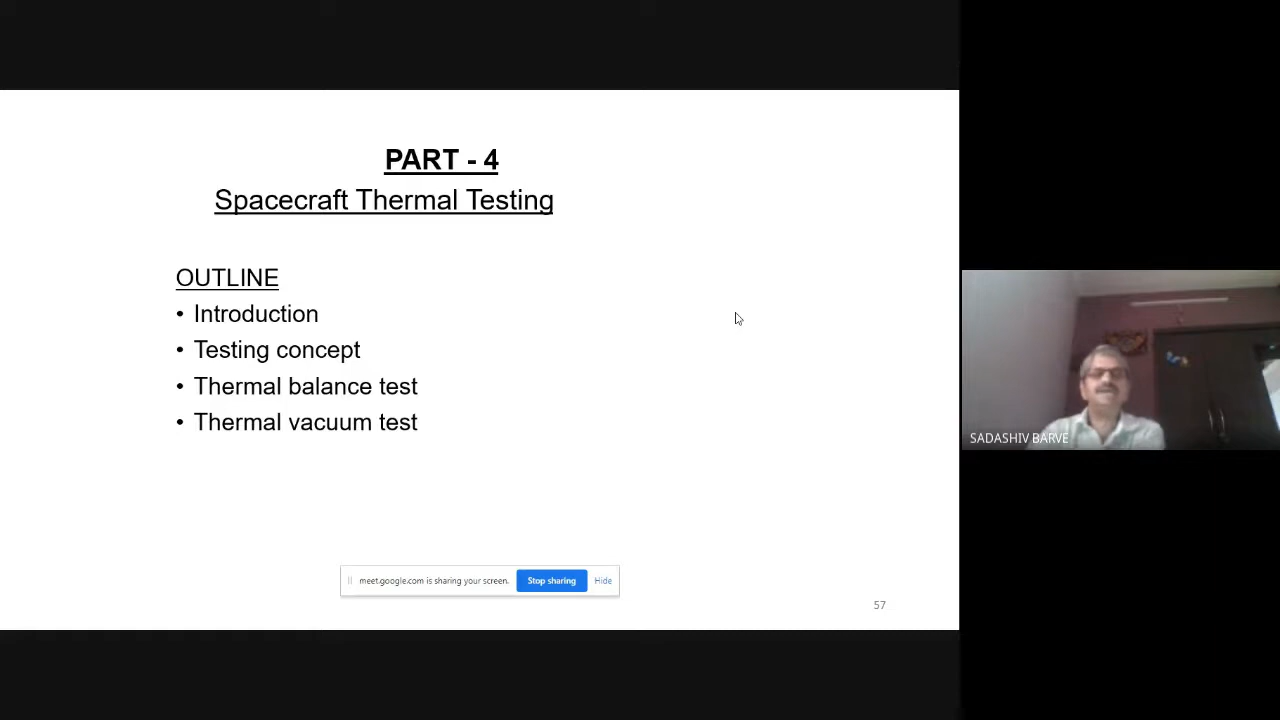 PART - 4
Spacecraft Thermal Testing
OUTLINE
• Introduction
• Testing concept
• Thermal balance test
• Thermal vacuum test
meet.google.com is sharing your screen. Stop sharing Hide
57
SADASHIV BARVE